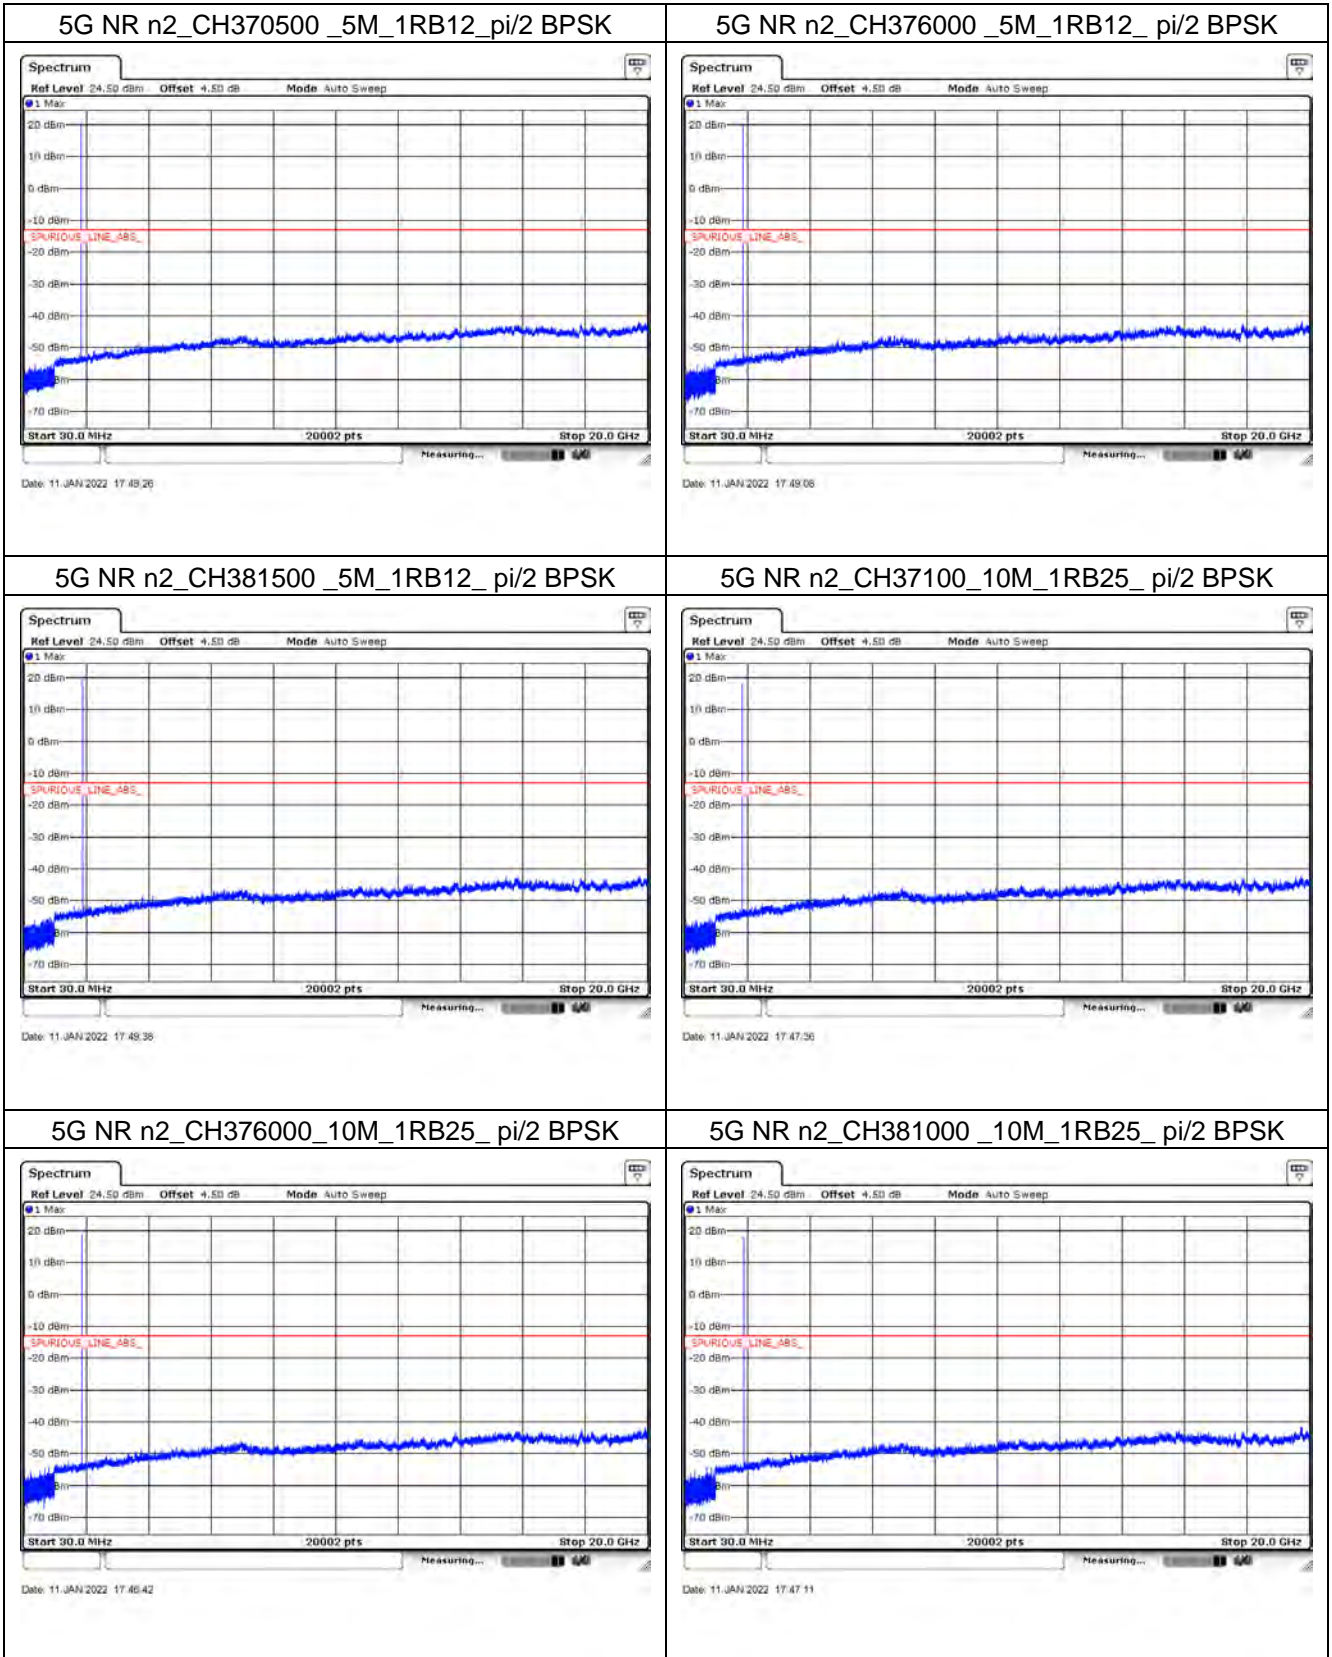 5G NR n2_CH370500 _5M_1RB12_pi/2 BPSK
Spectrum
Ref Level 24.50 dBm Offset 4.50 dB Mode Auto Sweep
1 Max
20 dBm
10 dBm
0 dBm
-10 dBm
_SPURIOUS_LINE_ABS_
-20 dBm
-30 dBm
-40 dBm
-50 dBm
-70 dBm
Start 30.0 MHz 20002 pts Stop 20.0 GHz
Measuring...
Date: 11.JAN.2022 17:48:26
5G NR n2_CH376000 _5M_1RB12_ pi/2 BPSK
Spectrum
Ref Level 24.50 dBm Offset 4.50 dB Mode Auto Sweep
1 Max
20 dBm
10 dBm
0 dBm
-10 dBm
_SPURIOUS_LINE_ABS_
-20 dBm
-30 dBm
-40 dBm
-50 dBm
-70 dBm
Start 30.0 MHz 20002 pts Stop 20.0 GHz
Measuring...
Date: 11.JAN.2022 17:49:06
5G NR n2_CH381500 _5M_1RB12_ pi/2 BPSK
Spectrum
Ref Level 24.50 dBm Offset 4.50 dB Mode Auto Sweep
1 Max
20 dBm
10 dBm
0 dBm
-10 dBm
_SPURIOUS_LINE_ABS_
-20 dBm
-30 dBm
-40 dBm
-50 dBm
-70 dBm
Start 30.0 MHz 20002 pts Stop 20.0 GHz
Measuring...
Date: 11.JAN.2022 17:49:38
5G NR n2_CH37100_10M_1RB25_ pi/2 BPSK
Spectrum
Ref Level 24.50 dBm Offset 4.50 dB Mode Auto Sweep
1 Max
20 dBm
10 dBm
0 dBm
-10 dBm
_SPURIOUS_LINE_ABS_
-20 dBm
-30 dBm
-40 dBm
-50 dBm
-70 dBm
Start 30.0 MHz 20002 pts Stop 20.0 GHz
Measuring...
Date: 11.JAN.2022 17:47:36
5G NR n2_CH376000_10M_1RB25_ pi/2 BPSK
Spectrum
Ref Level 24.50 dBm Offset 4.50 dB Mode Auto Sweep
1 Max
20 dBm
10 dBm
0 dBm
-10 dBm
_SPURIOUS_LINE_ABS_
-20 dBm
-30 dBm
-40 dBm
-50 dBm
-70 dBm
Start 30.0 MHz 20002 pts Stop 20.0 GHz
Measuring...
Date: 11.JAN.2022 17:46:42
5G NR n2_CH381000 _10M_1RB25_ pi/2 BPSK
Spectrum
Ref Level 24.50 dBm Offset 4.50 dB Mode Auto Sweep
1 Max
20 dBm
10 dBm
0 dBm
-10 dBm
_SPURIOUS_LINE_ABS_
-20 dBm
-30 dBm
-40 dBm
-50 dBm
-70 dBm
Start 30.0 MHz 20002 pts Stop 20.0 GHz
Measuring...
Date: 11.JAN.2022 17:47:11